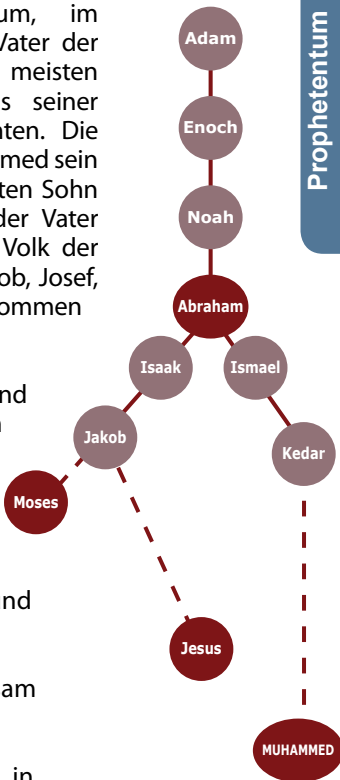 um, im
Vater der
meisten
s seiner
nten. Die
med sein
ten Sohn
der Vater
Volk der
ob, Josef,
ommen
nd
nd
am
in
Prophetentum
Adam
Enoch
Noah
Abraham
Isaak Ismael
Jakob
Kedar
Moses
Jesus
MUHAMMED